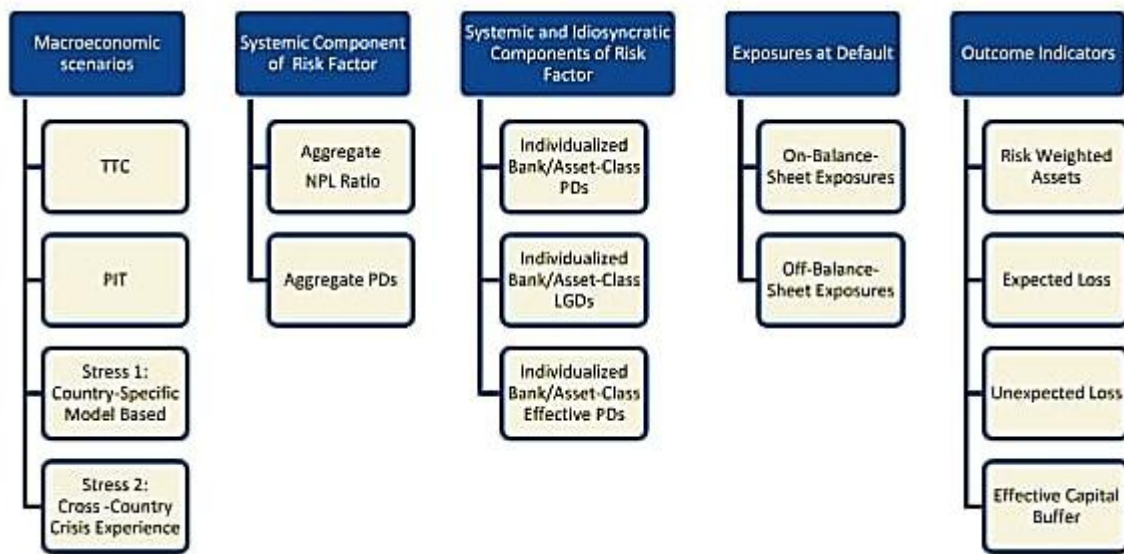 Macroeconomic
scenarios
TTC
PIT
Stress 1:
Country-Specific
Model Based
Stress 2:
Cross -Country
Crisis Experience
Systemic Component
of Risk Factor
Aggregate
NPL Ratio
Aggregate PDs
Systemic and Idiosyncratic
Components of Risk
Factor
Individualized
Bank/Asset-Class
PDs
Individualized
Bank/Asset-Class
LGDs
Individualized
Bank/Asset-Class
Effective PDs
Exposures at Default
On-Balance-
Sheet Exposures
Off-Balance-
Sheet Exposures
Outcome Indicators
Risk Weighted
Assets
Expected Loss
Unexpected Loss
Effective Capital
Buffer